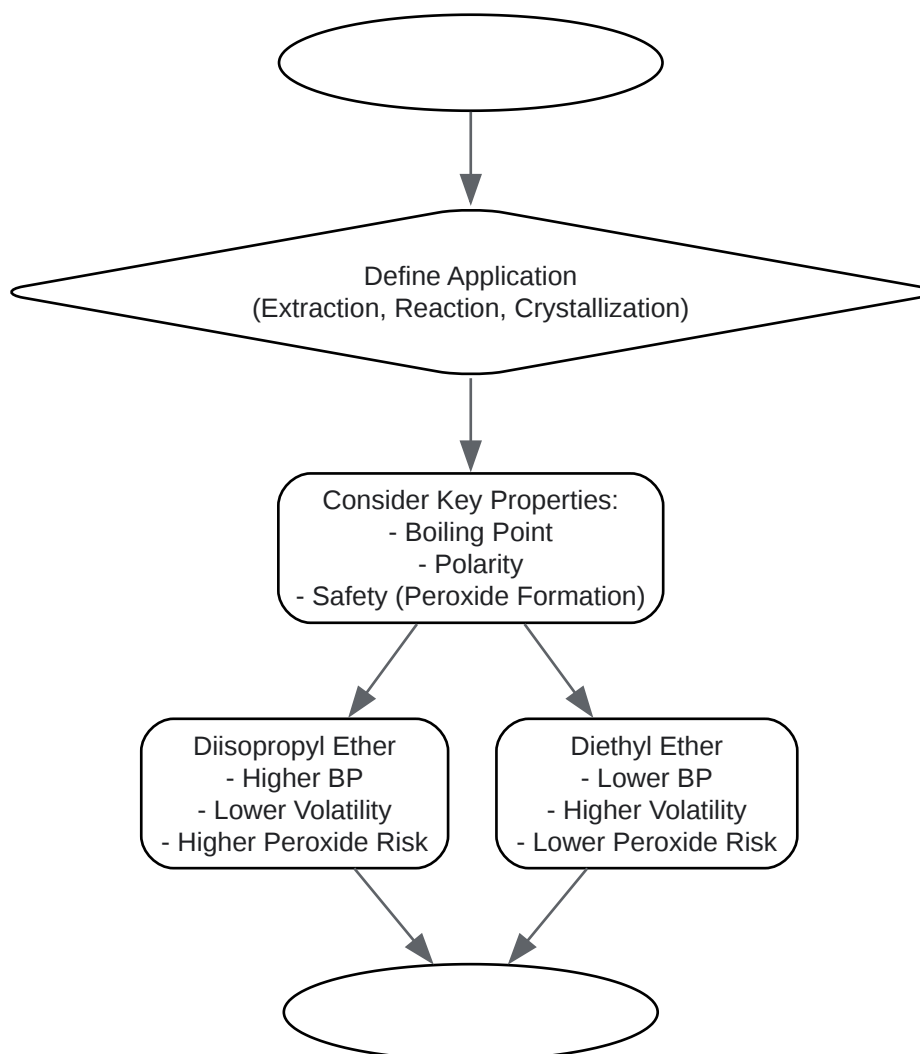 Define Application
(Extraction, Reaction, Crystallization)
Consider Key Properties:
- Boiling Point
- Polarity
- Safety (Peroxide Formation)
Diisopropyl Ether
- Higher BP
- Lower Volatility
- Higher Peroxide Risk
Diethyl Ether
- Lower BP
- Higher Volatility
- Lower Peroxide Risk